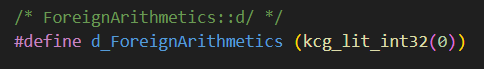 /* ForeignArithmetics::d/ */
#define d_ForeignArithmetics (kcg_lit_int32(0))